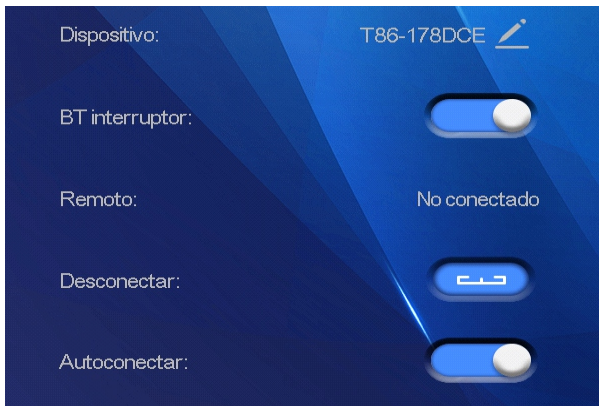 Dispositivo: T86-178DCE
BT interruptor:
Remoto: No conectado
Desconectar:
Autoconectar: